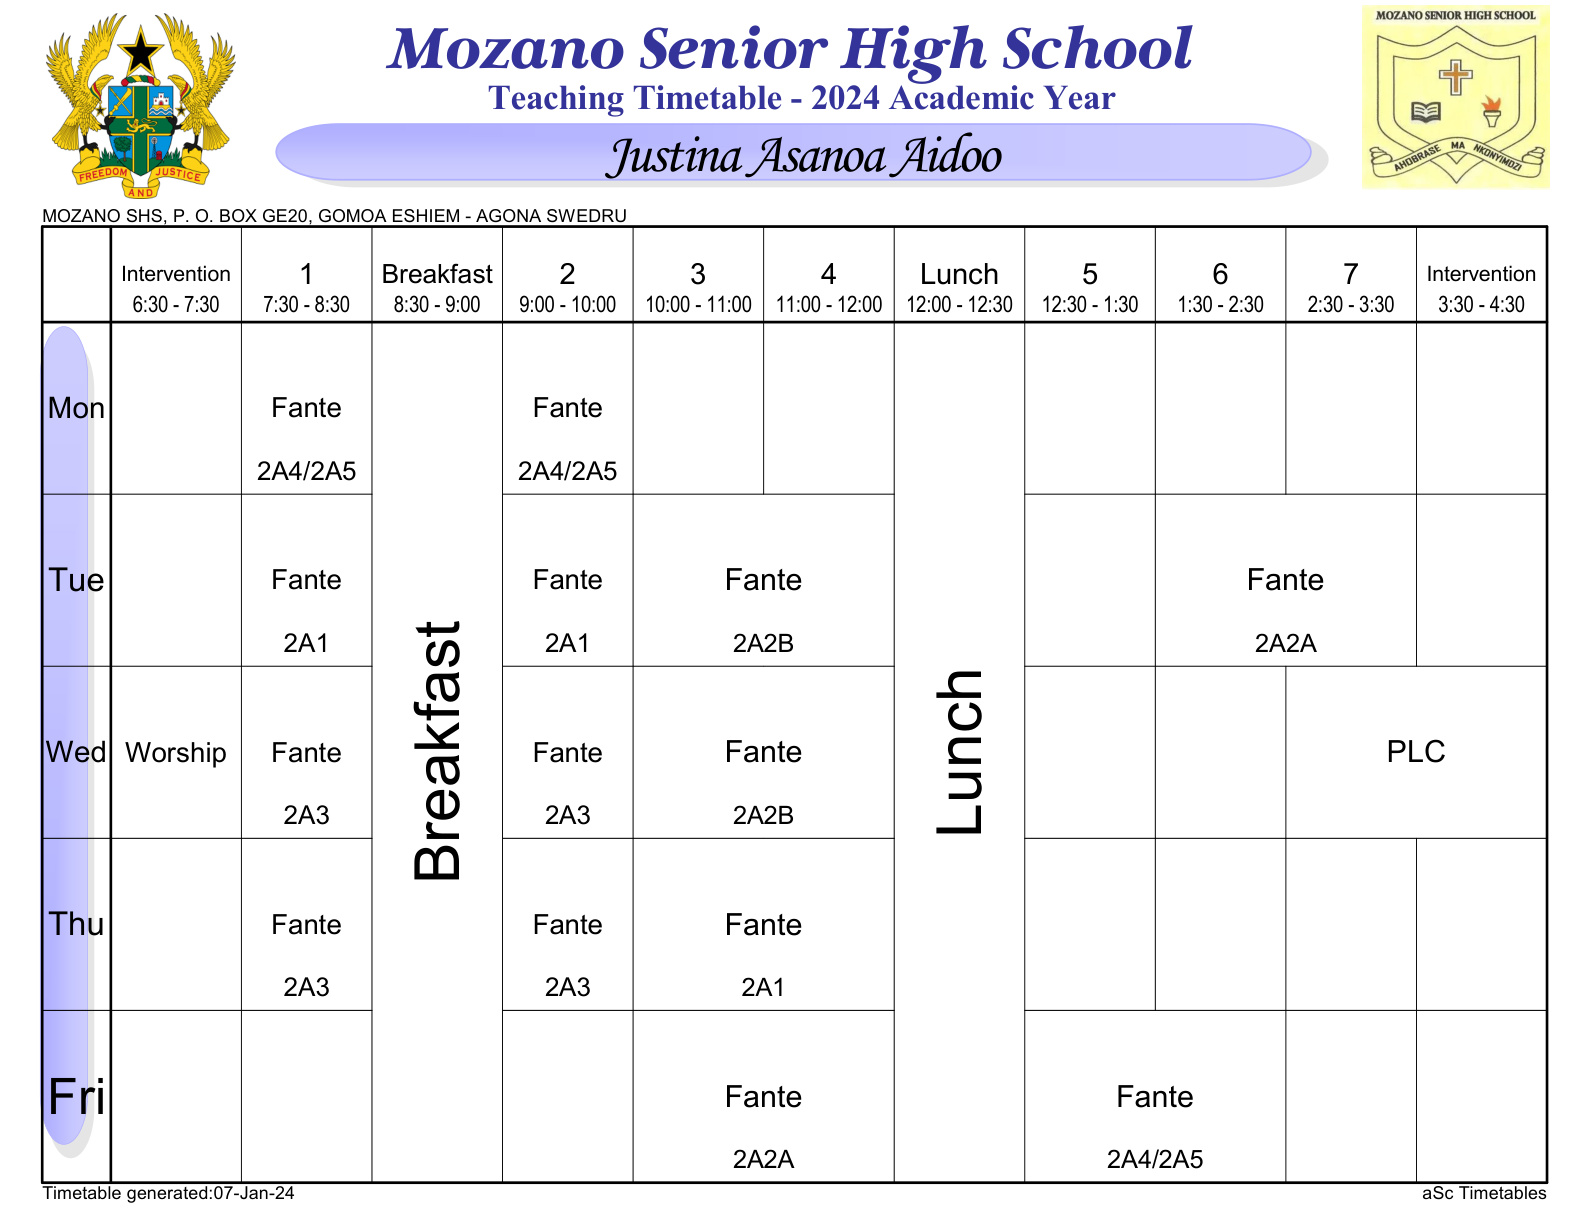 MOZANO SENIOR HIGH SCHOOL
Mozano Senior High School
Teaching Timetable - 2024 Academic Year
Justina Asanoa Aidoo
FREEDOM AND JUSTICE
AHOBRASE MA NKONYIMDZI
MOZANO SHS, P. O. BOX GE20, GOMOA ESHIEM - AGONA SWEDRU
Intervention 1 Breakfast 2 3 4 Lunch 5 6 7 Intervention
6:30 - 7:30 7:30 - 8:30 8:30 - 9:00 9:00 - 10:00 10:00 - 11:00 11:00 - 12:00 12:00 - 12:30 12:30 - 1:30 1:30 - 2:30 2:30 - 3:30 3:30 - 4:30
Mon Fante Fante
2A4/2A5 2A4/2A5
Tue Fante Fante Fante Fante
2A1 2A1 2A2B 2A2A
Breakfast
Lunch
Wed Worship Fante Fante Fante PLC
2A3 2A3 2A2B
Thu Fante Fante Fante
2A3 2A3 2A1
Fri Fante Fante
2A2A 2A4/2A5
Timetable generated:07-Jan-24 aSc Timetables